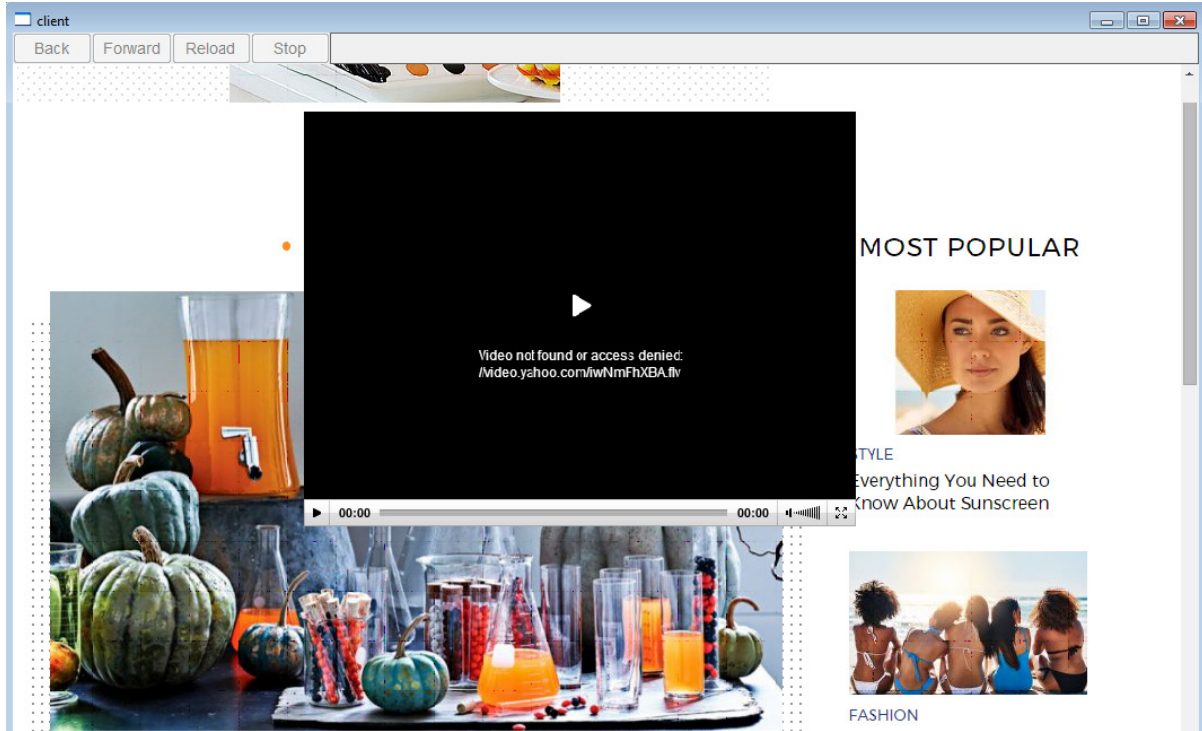 client
Back Forward Reload Stop
MOST POPULAR
Video not found or access denied:
//video.yahoo.com/iwNmFhXBA.flv
00:00 00:00
STYLE
Everything You Need to
Know About Sunscreen
FASHION